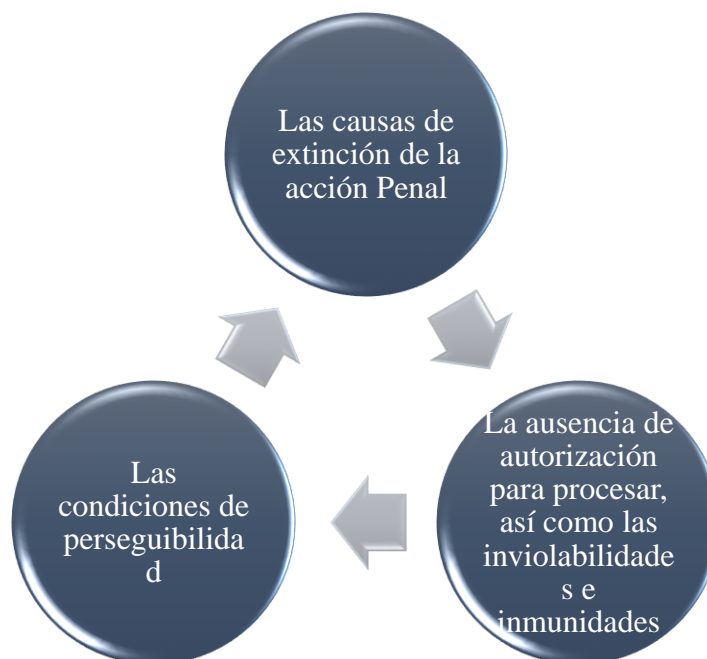 Las causas de
extinción de la
acción Penal
La ausencia de
autorización
para procesar,
así como las
inviolabilidade
s e
inmunidades
Las
condiciones de
perseguibilida
d